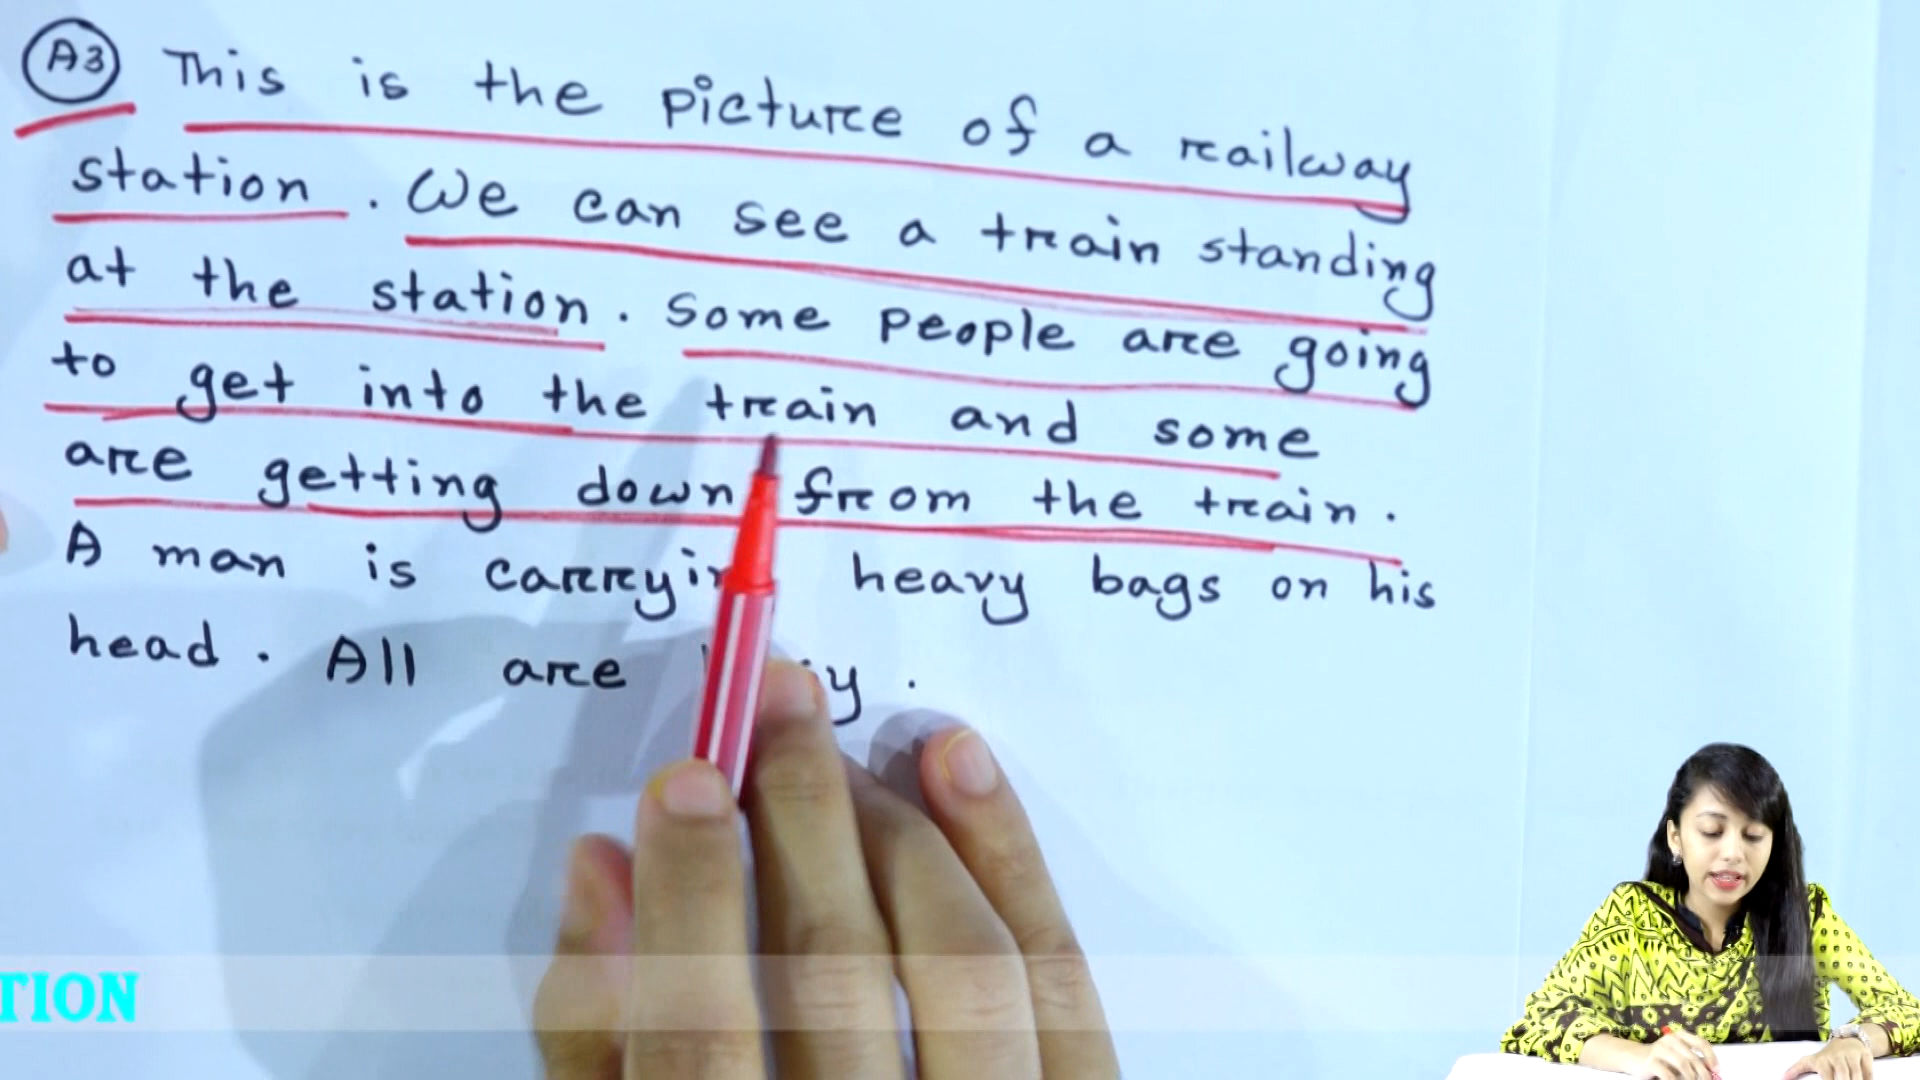 A3 This is the picture of a railway
station. We can see a train standing
at the station. Some people are going
to get into the train and some
are getting down from the train.
A man is heavy bags on his
head. All are .
TION